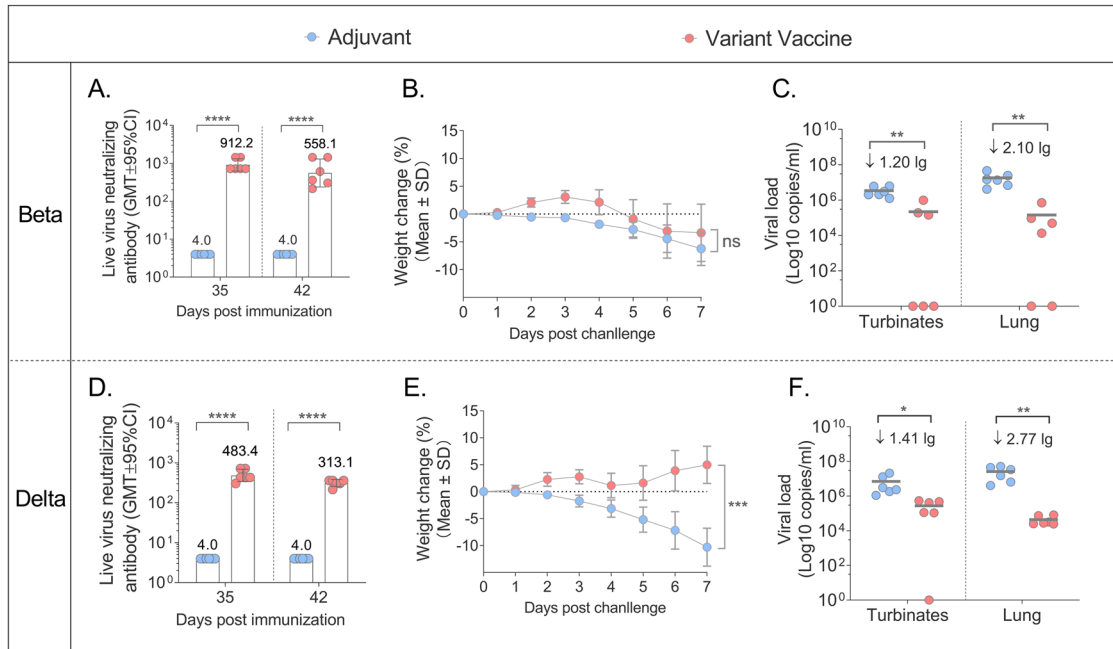 Adjuvant
Variant Vaccine
Beta
A.
Live virus neutralizing
antibody (GMT±95%CI)
10⁴
10³
10²
10¹
10⁰
****
****
912.2
558.1
4.0
4.0
35
42
Days post immunization
B.
Weight change (%)
(Mean ± SD)
15
10
5
0
-5
-10
ns
0 1 2 3 4 5 6 7
Days post chanllenge
C.
Viral load
(Log10 copies/ml)
10¹⁰
10⁸
10⁶
10⁴
10²
10⁰
**
**
↓ 1.20 lg
↓ 2.10 lg
Turbinates
Lung
Delta
D.
Live virus neutralizing
antibody (GMT±95%CI)
10⁴
10³
10²
10¹
10⁰
****
****
483.4
313.1
4.0
4.0
35
42
Days post immunization
E.
Weight change (%)
(Mean ± SD)
15
10
5
0
-5
-10
***
0 1 2 3 4 5 6 7
Days post chanllenge
F.
Viral load
(Log10 copies/ml)
10¹⁰
10⁸
10⁶
10⁴
10²
10⁰
*
**
↓ 1.41 lg
↓ 2.77 lg
Turbinates
Lung